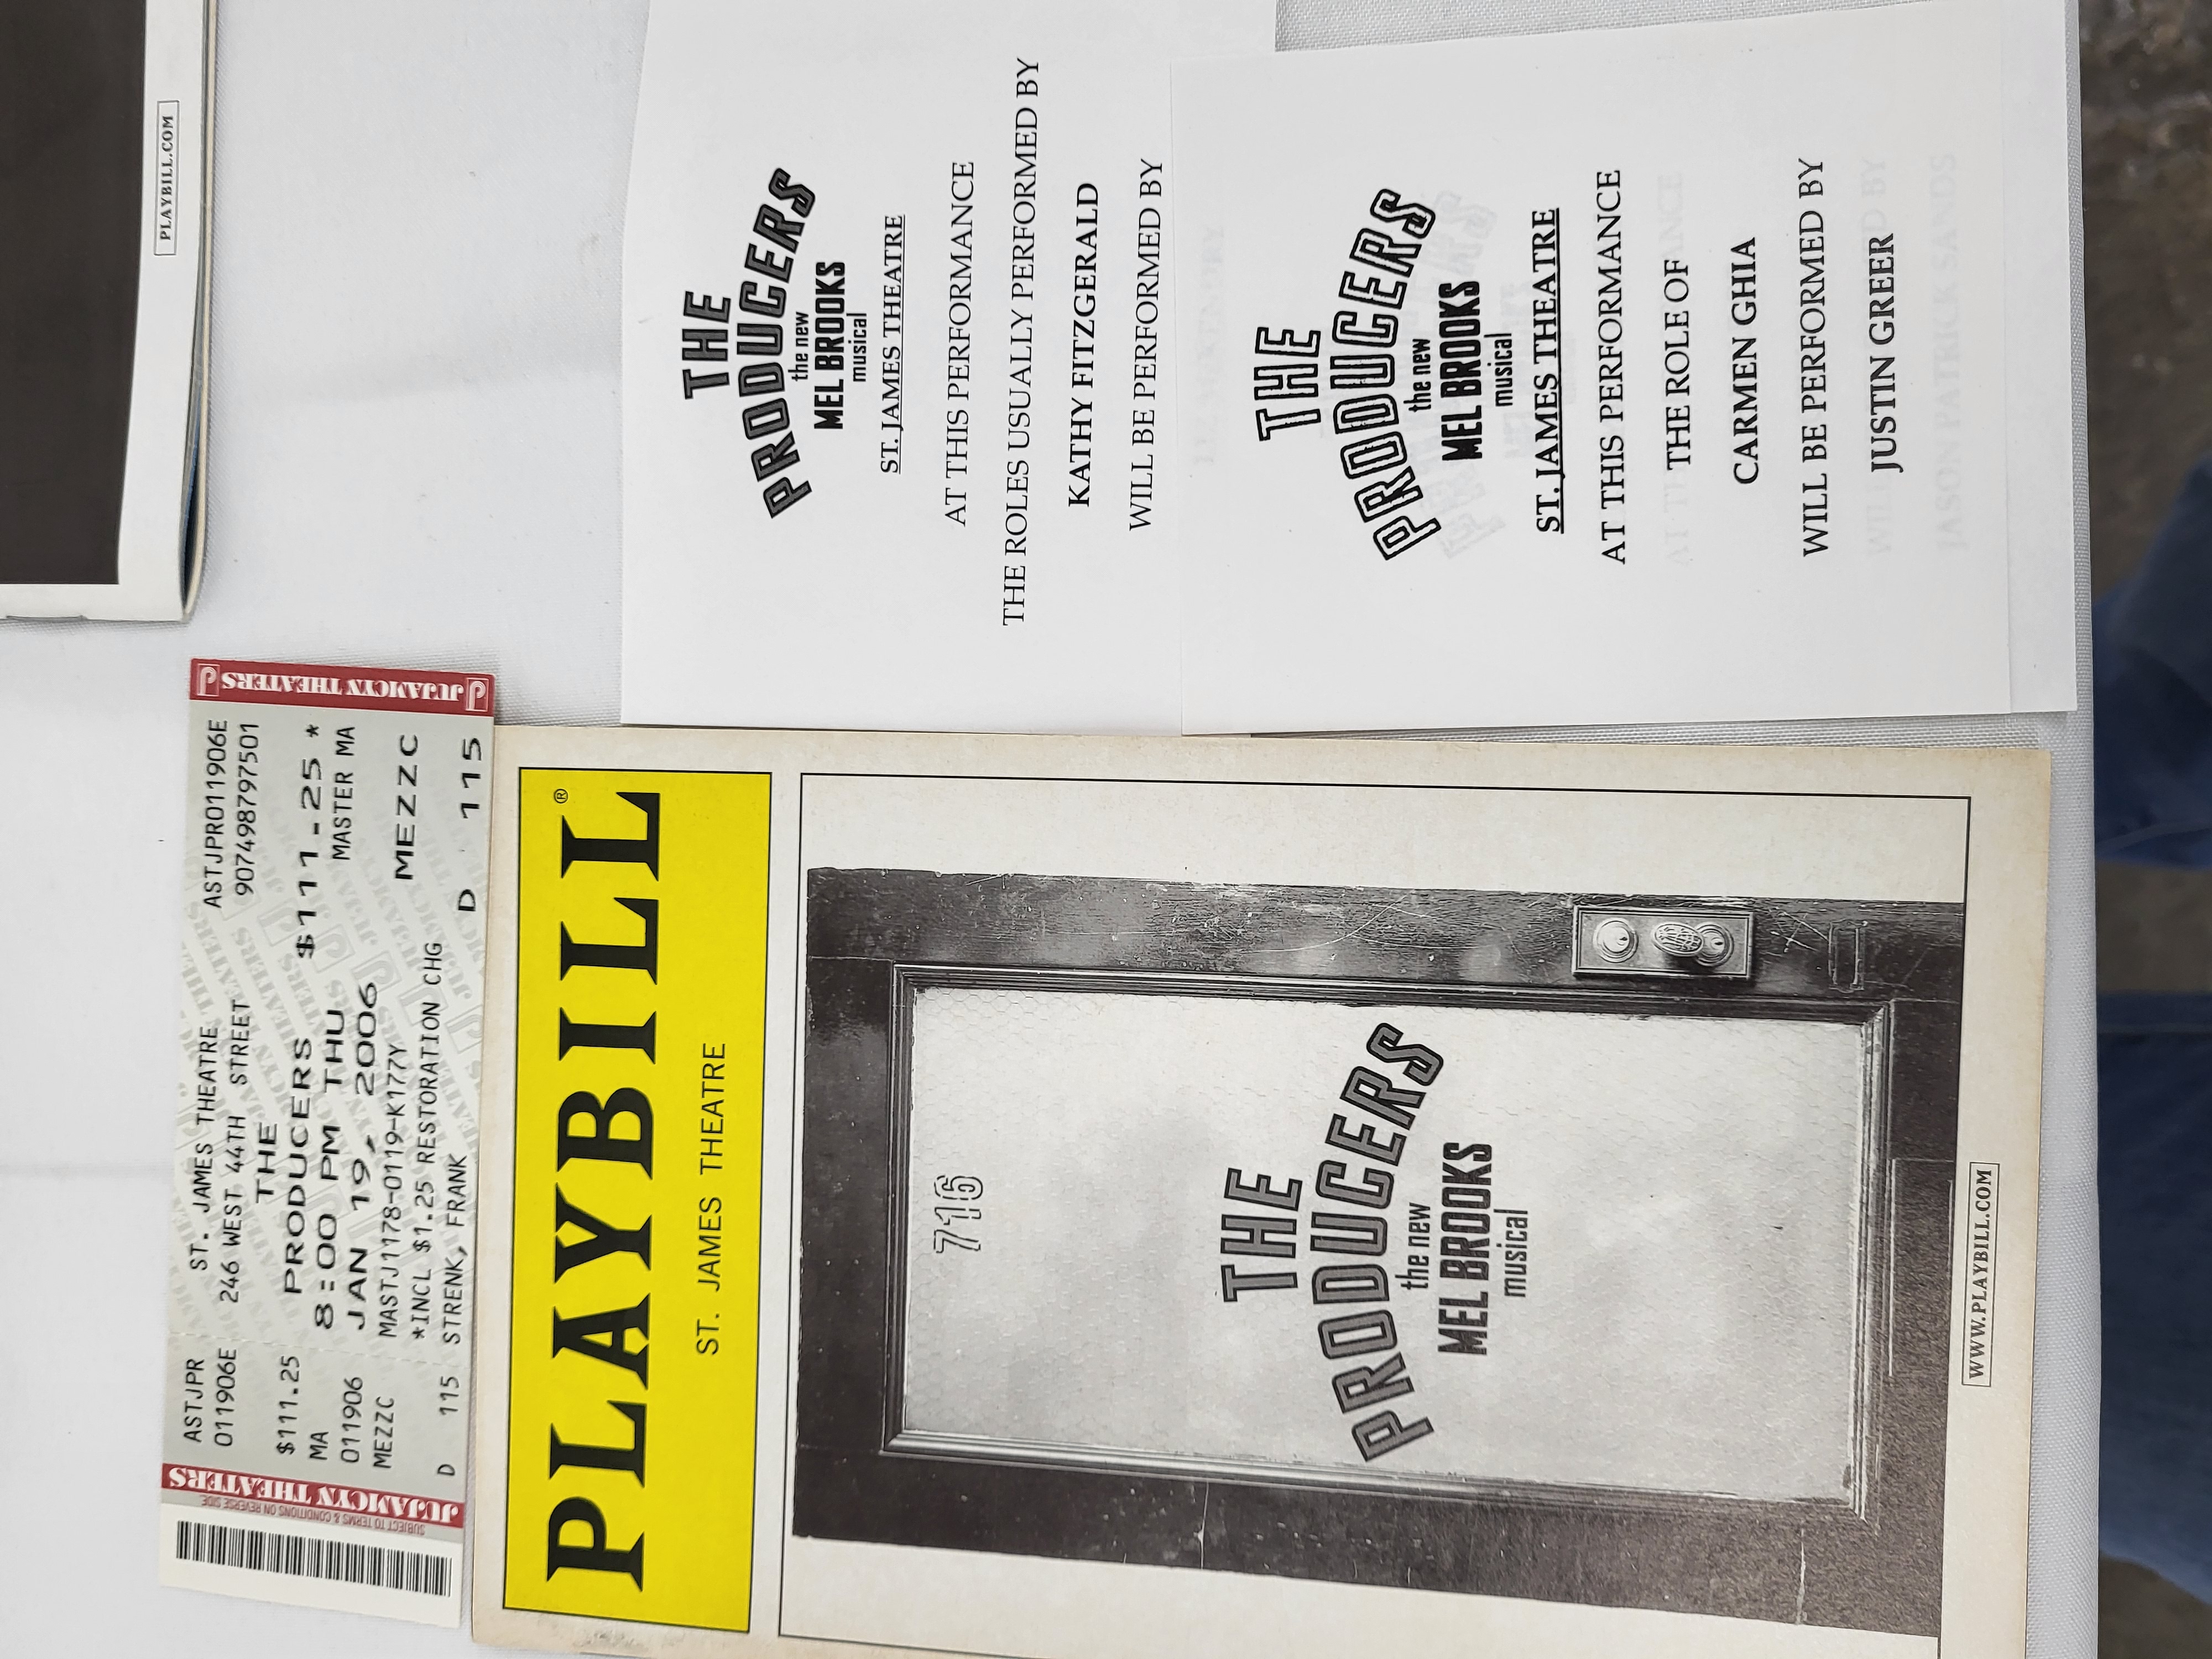 PLAYBILL.COM
JUJAMCYN THEATERS
ST. JAMES THEATRE ASTJPR011906E
246 WEST 44TH STREET 907498797501
THE
PRODUCERS $111.25 *
8:00 PM THU MASTER MA
JAN 19, 2006
MASTJ1178-0119-K177Y MEZZC
*INCL $1.25 RESTORATION CHG
STRENK, FRANK D 115
ASTJPR
011906E
$111.25
MA
011906
MEZZC
D 115
JUJAMCYN THEATERS
SUBJECT TO TERMS & CONDITIONS ON REVERSE SIDE.
PLAYBILL®
ST. JAMES THEATRE
716
THE
PRODUCERS
the new
MEL BROOKS
musical
WWW.PLAYBILL.COM
THE
PRODUCERS
the new
MEL BROOKS
musical
ST. JAMES THEATRE
AT THIS PERFORMANCE
THE ROLES USUALLY PERFORMED BY
KATHY FITZGERALD
WILL BE PERFORMED BY
THE
PRODUCERS
the new
MEL BROOKS
musical
ST. JAMES THEATRE
AT THIS PERFORMANCE
THE ROLE OF
CARMEN GHIA
WILL BE PERFORMED BY
JUSTIN GREER
JASON PATRICK SANDS